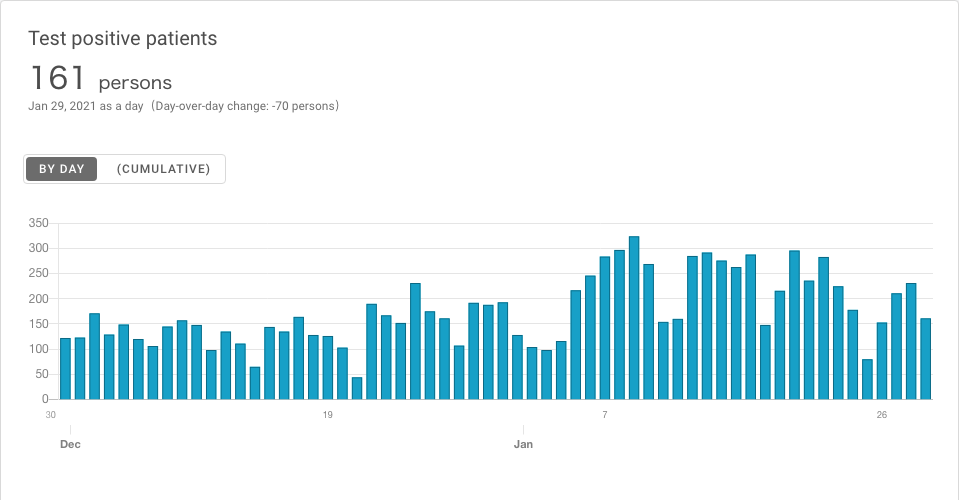 Test positive patients
161 persons
Jan 29, 2021 as a day（Day-over-day change: -70 persons）
BY DAY (CUMULATIVE)
350
300
250
200
150
100
50
0
30 19 7 26
Dec Jan